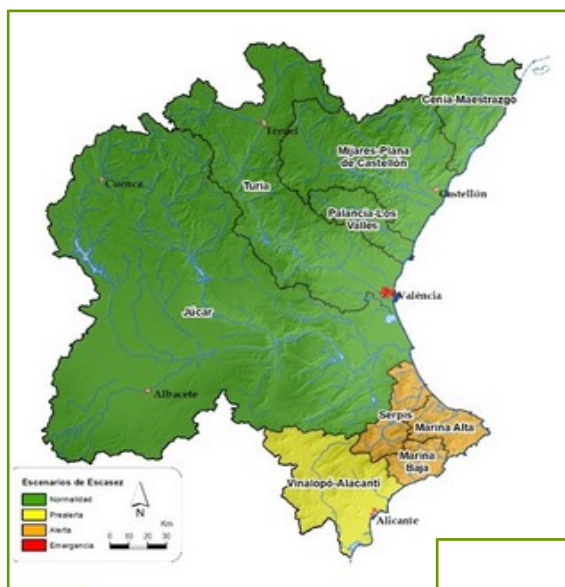 Cenia-Maestrazgo
Teruel
Mijares-Plana
de Castellón
Cuenca
Castellón
Turia
Palancia-Los
Valles
València
Júcar
Albacete
Serpis
Marina Alta
Marina
Baja
Vinalopó-Alacantí
Alicante
Escenarios de Escasez
Normalidad
Prealerta
Alerta
Emergencia
N
Km
0 10 20 30